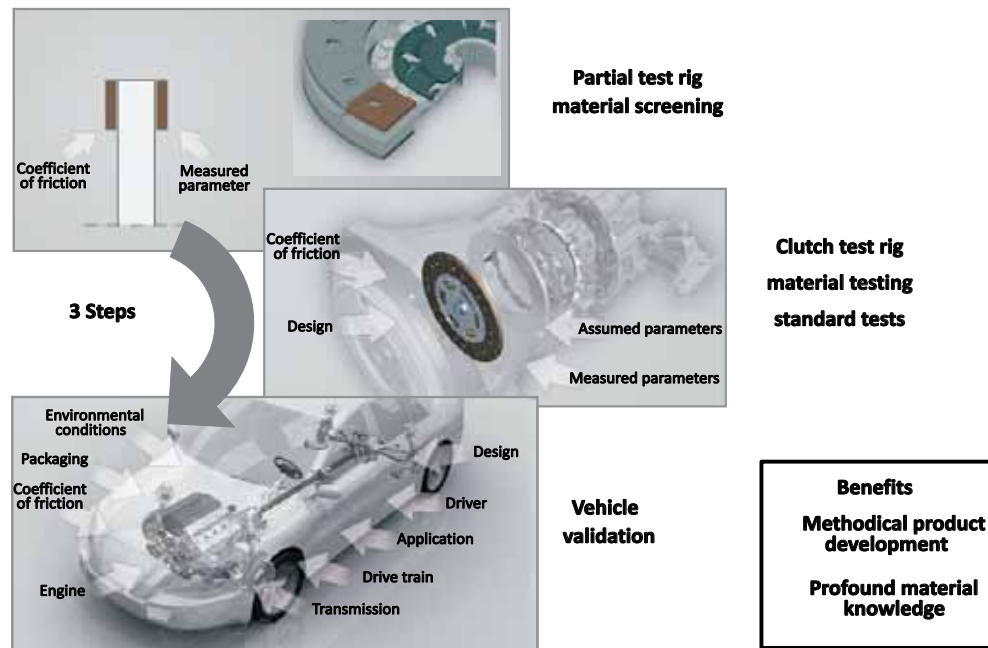 Partial test rig
material screening
Coefficient
of friction
Measured
parameter
Coefficient
of friction
Design
Assumed parameters
Measured parameters
Clutch test rig
material testing
standard tests
3 Steps
Environmental
conditions
Packaging
Coefficient
of friction
Engine
Design
Driver
Application
Drive train
Transmission
Vehicle
validation
Benefits
Methodical product
development
Profound material
knowledge